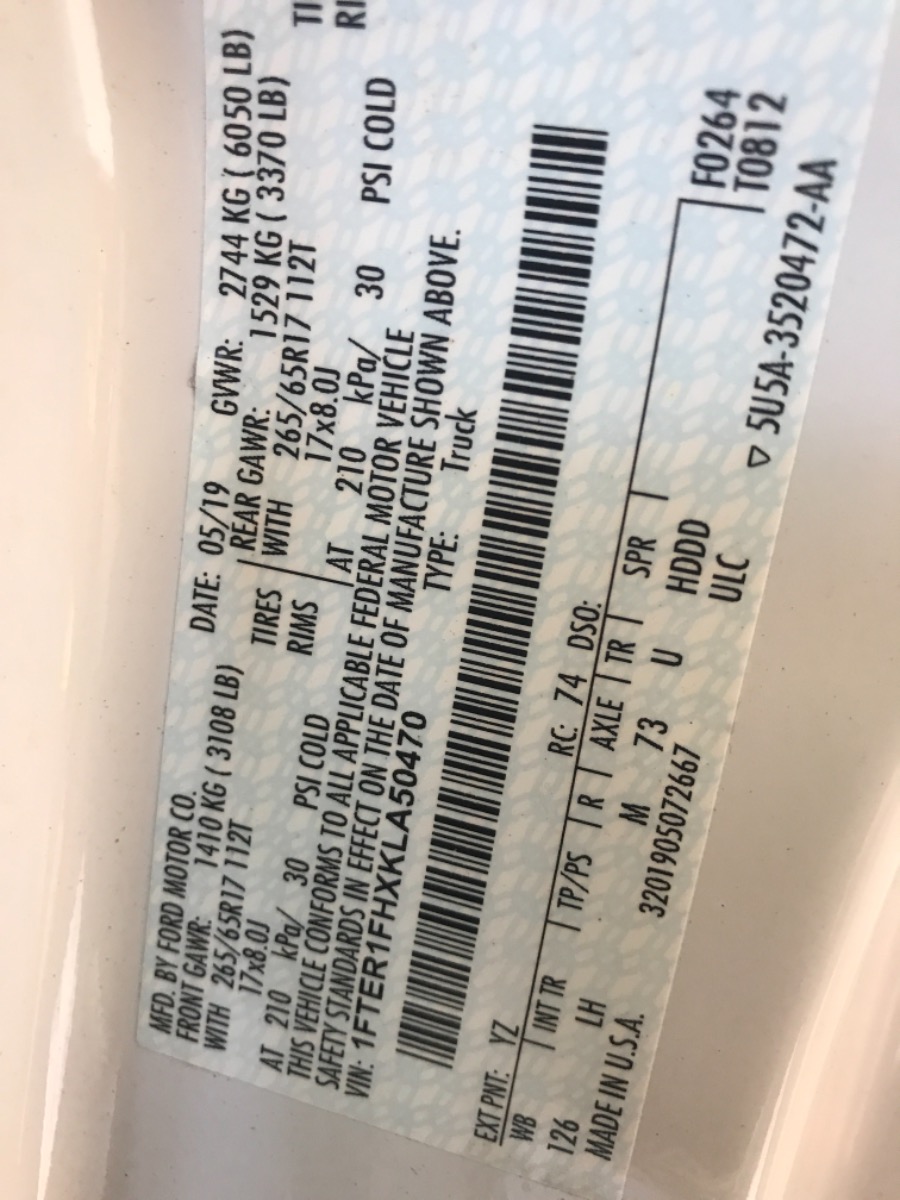 MFD. BY FORD MOTOR CO.
DATE: 05/19 GVWR: 2744 KG ( 6050 LB)
FRONT GAWR: 1410 KG ( 3108 LB) REAR GAWR: 1529 KG ( 3370 LB)
WITH 265/65R17 112T TIRES WITH 265/65R17 112T TI
17x8.0J RIMS 17x8.0J RI
AT 210 kPa/ 30 PSI COLD AT 210 kPa/ 30 PSI COLD
THIS VEHICLE CONFORMS TO ALL APPLICABLE FEDERAL MOTOR VEHICLE
SAFETY STANDARDS IN EFFECT ON THE DATE OF MANUFACTURE SHOWN ABOVE.
VIN: 1FTER1FHXKLA50470 TYPE: Truck
EXT PNT: YZ RC: 74 DSO: F0264
WB INT TR TP/PS R AXLE TR SPR T0812
126 LH M 73 U HDDD
ULC
MADE IN U.S.A. 3201905072667 ▽ 5U5A-3520472-AA